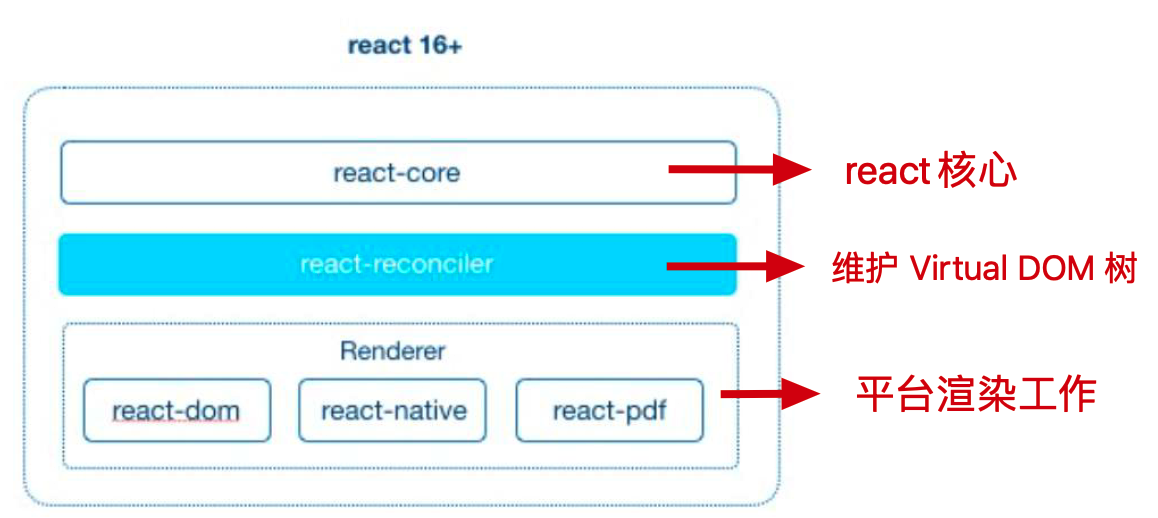 react 16+
react-core
react 核心
react-reconciler
维护 Virtual DOM 树
Renderer
react-dom
react-native
react-pdf
平台渲染工作